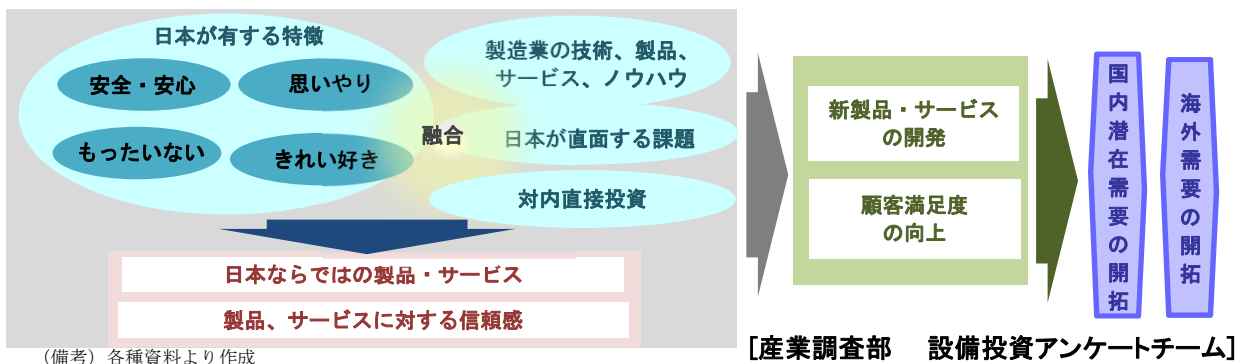 日本が有する特徴
安全・安心
思いやり
もったいない
きれい好き
融合
製造業の技術、製品、
サービス、ノウハウ
日本が直面する課題
対内直接投資
日本ならではの製品・サービス
製品、サービスに対する信頼感
新製品・サービス
の開発
顧客満足度
の向上
国内潜在需要の開拓
海外需要の開拓
（備考）各種資料より作成
[産業調査部　設備投資アンケートチーム]